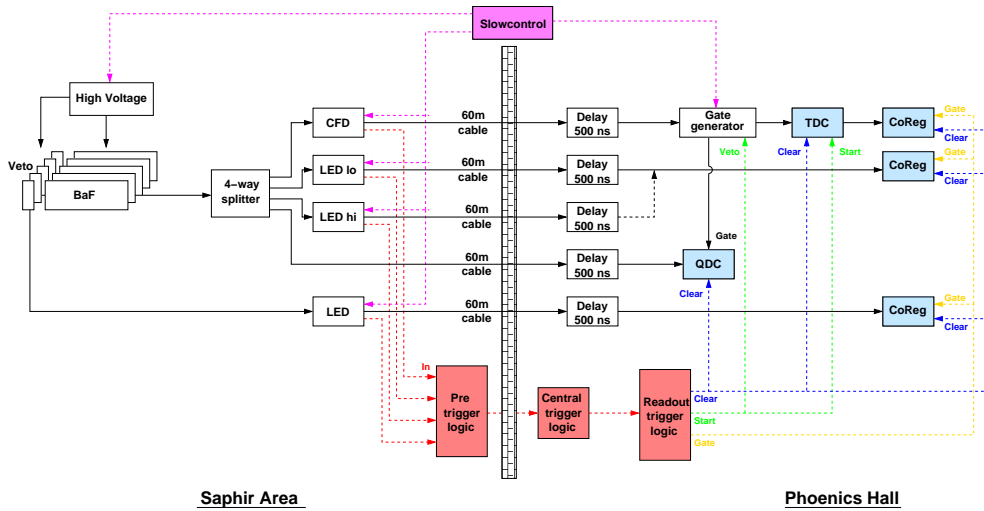 Slowcontrol
High Voltage
Veto
BaF
4−way
splitter
CFD
LED lo
LED hi
LED
60m
cable
60m
cable
60m
cable
60m
cable
60m
cable
Delay
500 ns
Delay
500 ns
Delay
500 ns
Delay
500 ns
Delay
500 ns
Gate
generator
TDC
CoReg
Gate
Clear
Veto
Clear
Start
CoReg
Gate
Clear
Gate
QDC
Clear
CoReg
Gate
Clear
In
Pre
trigger
logic
Central
trigger
logic
Readout
trigger
logic
Clear
Start
Gate
Saphir Area
Phoenics Hall